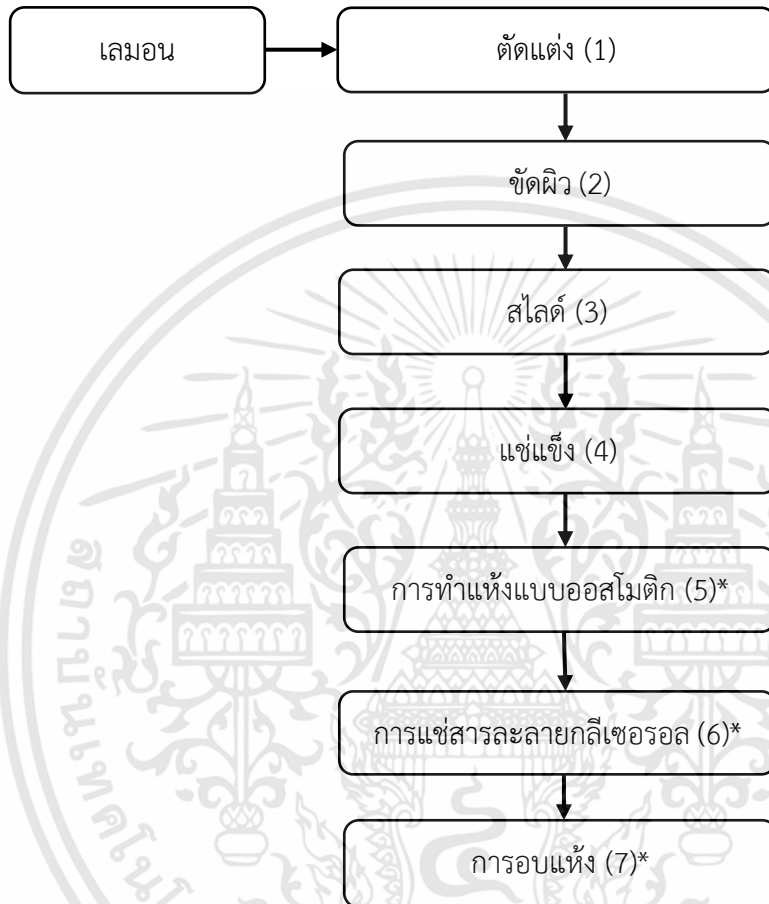 เลมอน
ตัดแต่ง (1)
ขัดผิว (2)
สไลด์ (3)
แช่แข็ง (4)
การทำแห้งแบบออสโมติก (5)*
การแช่สารละลายกลีเซอรอล (6)*
การอบแห้ง (7)*